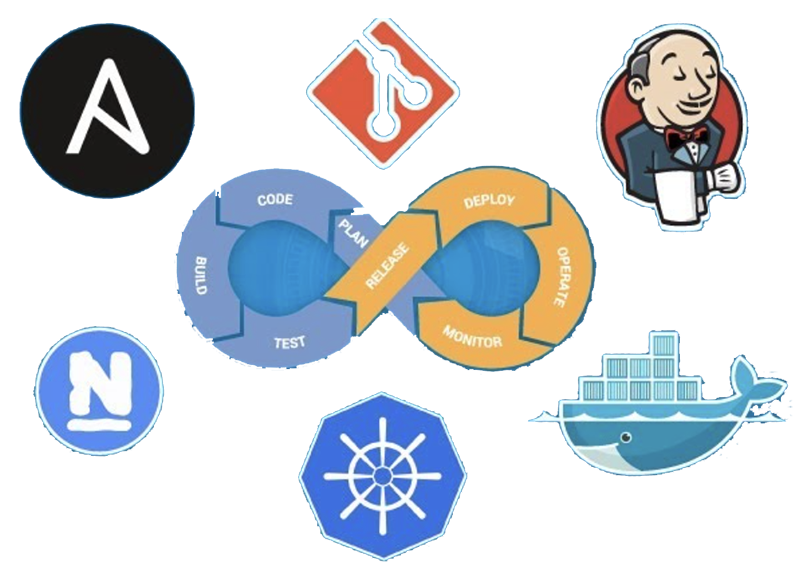 CODE
DEPLOY
PLAN
RELEASE
BUILD
OPERATE
TEST
MONITOR
N